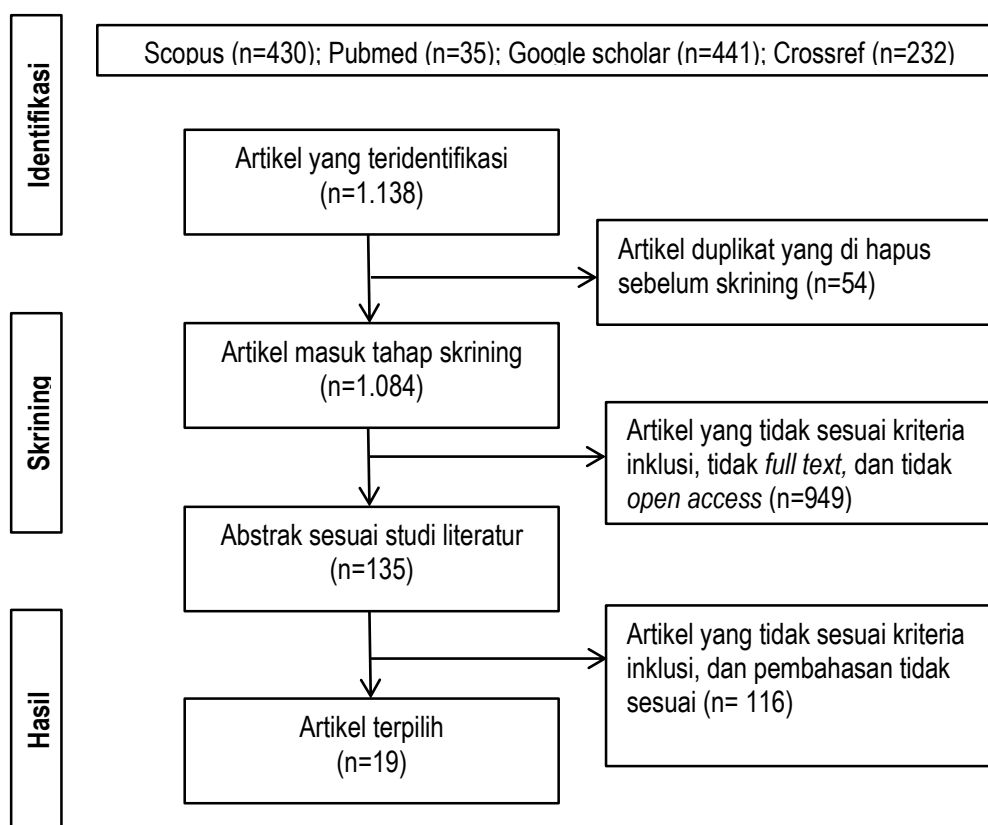 Identifikasi
Scopus (n=430); Pubmed (n=35); Google scholar (n=441); Crossref (n=232)
Artikel yang teridentifikasi
(n=1.138)
Artikel duplikat yang di hapus
sebelum skrining (n=54)
Skrining
Artikel masuk tahap skrining
(n=1.084)
Artikel yang tidak sesuai kriteria
inklusi, tidak full text, dan tidak
open access (n=949)
Abstrak sesuai studi literatur
(n=135)
Hasil
Artikel yang tidak sesuai kriteria
inklusi, dan pembahasan tidak
sesuai (n= 116)
Artikel terpilih
(n=19)